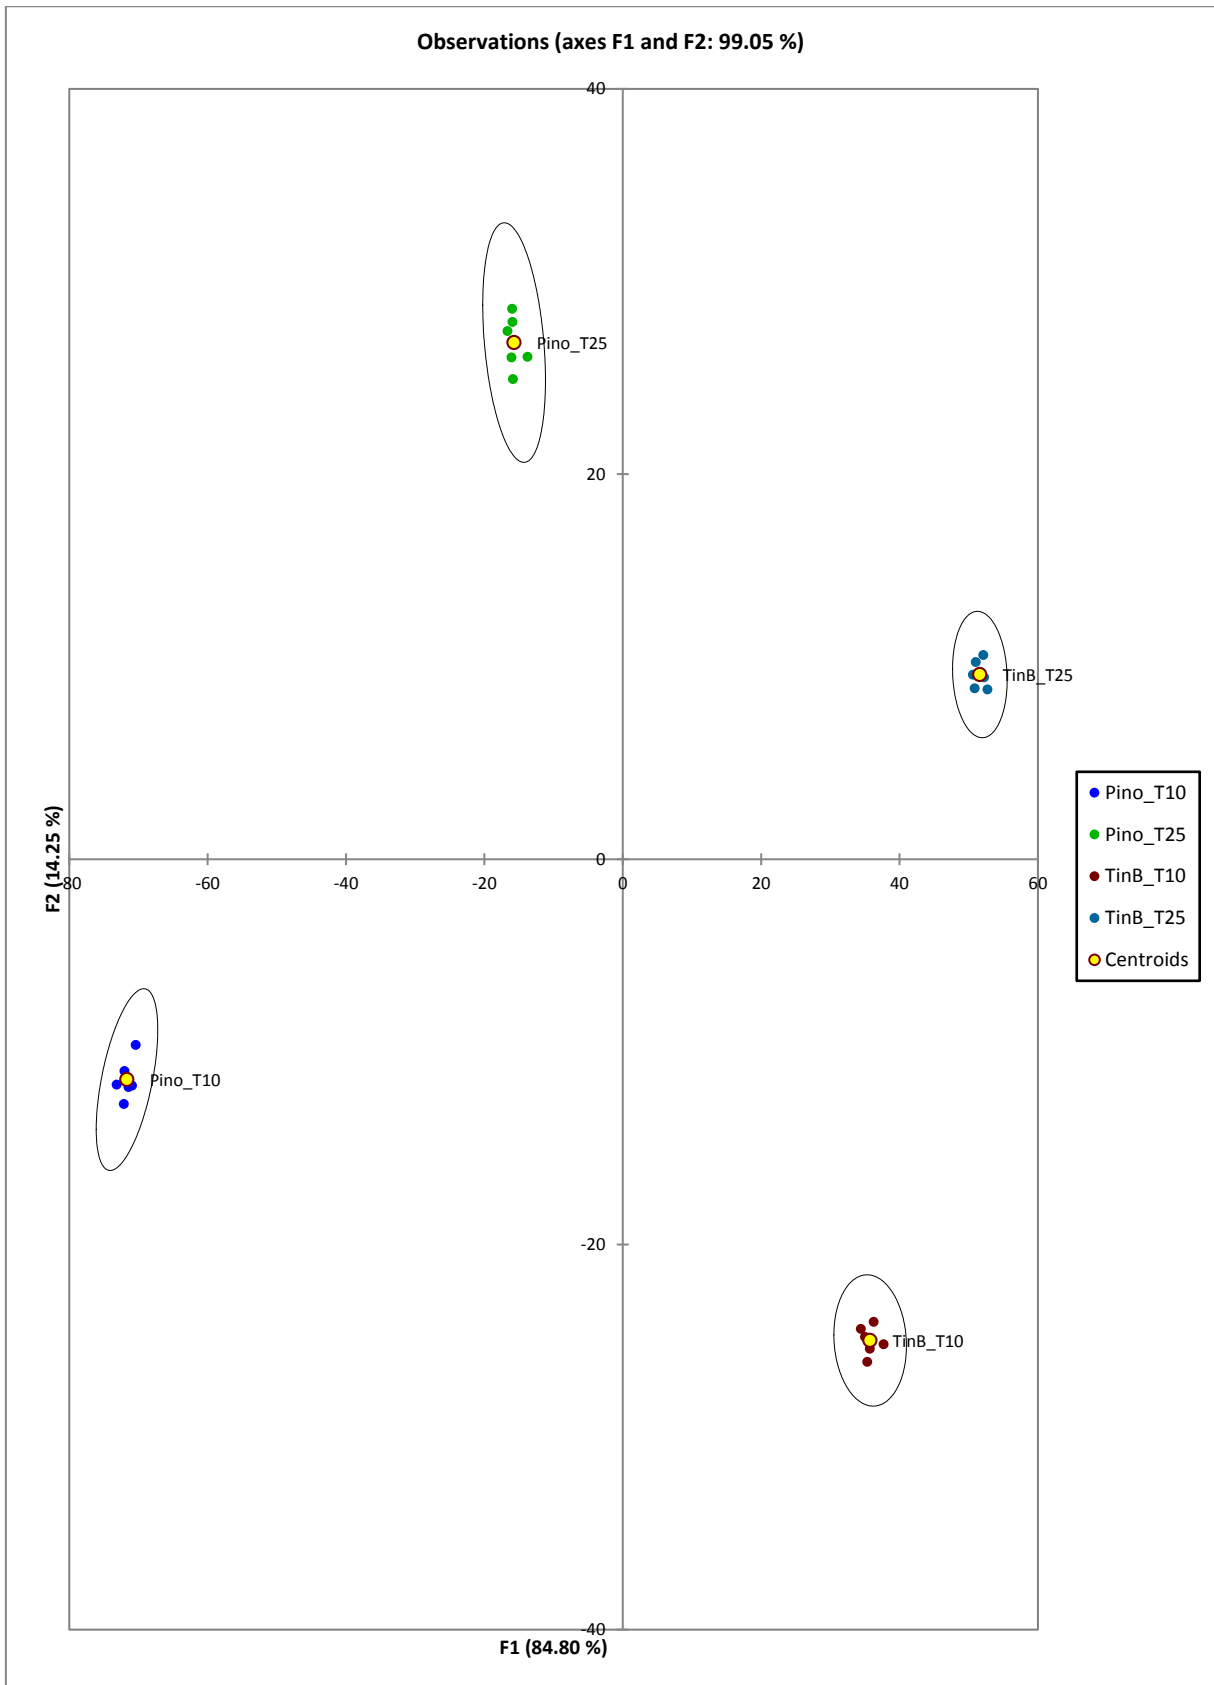 Observations (axes F1 and F2: 99.05 %)
40
Pino_T25
20
TinB_T25
Pino_T10
Pino_T25
TinB_T10
TinB_T25
Centroids
F2 (14.25 %)
0
-80 -60 -40 -20 0 20 40 60
Pino_T10
-20
TinB_T10
-40
F1 (84.80 %)